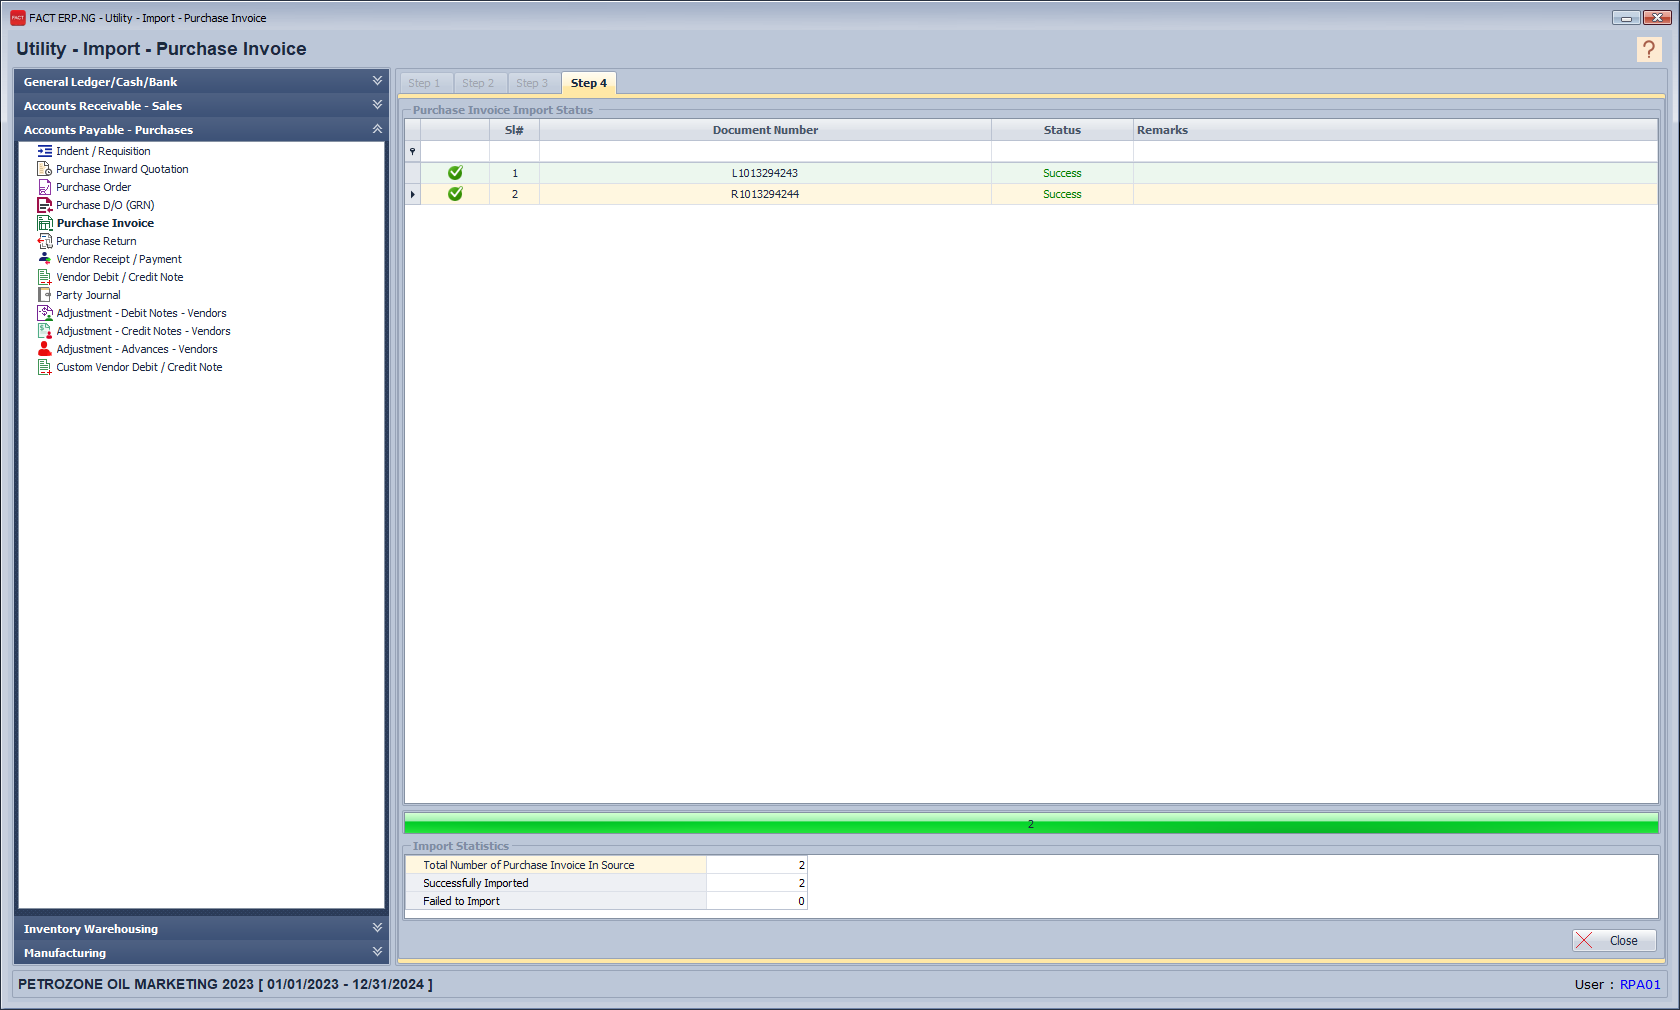 FACT ERP.NG - Utility - Import - Purchase Invoice
Utility - Import - Purchase Invoice
?
General Ledger/Cash/Bank
Accounts Receivable - Sales
Accounts Payable - Purchases
Indent / Requisition
Purchase Inward Quotation
Purchase Order
Purchase D/O (GRN)
Purchase Invoice
Purchase Return
Vendor Receipt / Payment
Vendor Debit / Credit Note
Party Journal
Adjustment - Debit Notes - Vendors
Adjustment - Credit Notes - Vendors
Adjustment - Advances - Vendors
Custom Vendor Debit / Credit Note
Inventory Warehousing
Manufacturing
Step 1 Step 2 Step 3 Step 4
Purchase Invoice Import Status
Sl# Document Number Status Remarks
1 L1013294243 Success
2 R1013294244 Success
2
Import Statistics
Total Number of Purchase Invoice In Source 2
Successfully Imported 2
Failed to Import 0
Close
PETROZONE OIL MARKETING 2023 [ 01/01/2023 - 12/31/2024 ]
User : RPA01